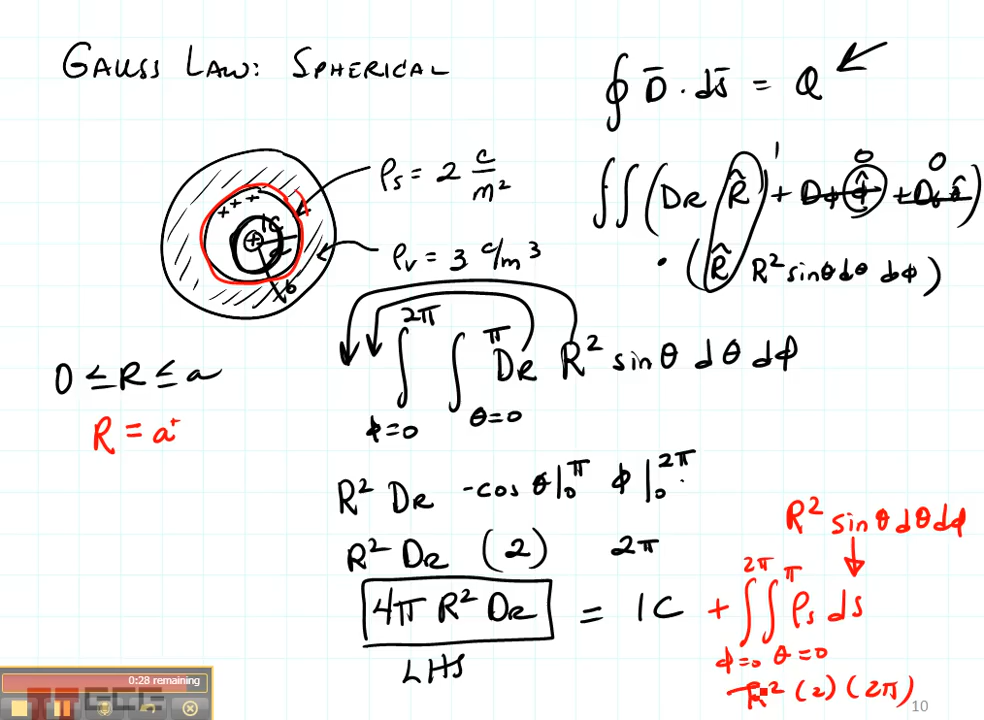 GAUSS LAW: SPHERICAL
∮ D̄ · ds̄ = Q
ρs = 2 c/m²
+ + +
1C
+
a
b
ρv = 3 c/m³
∫∫ (DR R̂ + Dφ φ̂ + Dθ θ̂)
1 0 0
· (R̂ R² sinθ dθ dφ)
0 ≤ R ≤ a
R = a⁺
2π π
∫ ∫ DR R² sinθ dθ dφ
φ=0 θ=0
R² DR -cos θ|₀^π φ|₀^2π
R² DR (2) 2π
R² sinθ dθ dφ
4π R² DR = 1C + ∫∫ ρs ds
2π π
φ=0 θ=0
LHS
R² (2)(2π)
0:28 remaining
10